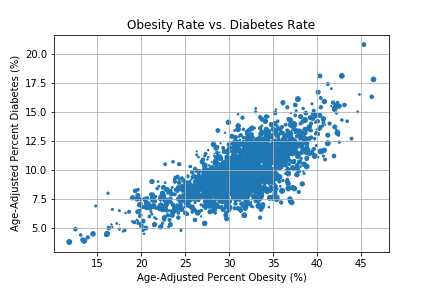 Obesity Rate vs. Diabetes Rate
Age-Adjusted Percent Diabetes (%)
20.0
17.5
15.0
12.5
10.0
7.5
5.0
15 20 25 30 35 40 45
Age-Adjusted Percent Obesity (%)